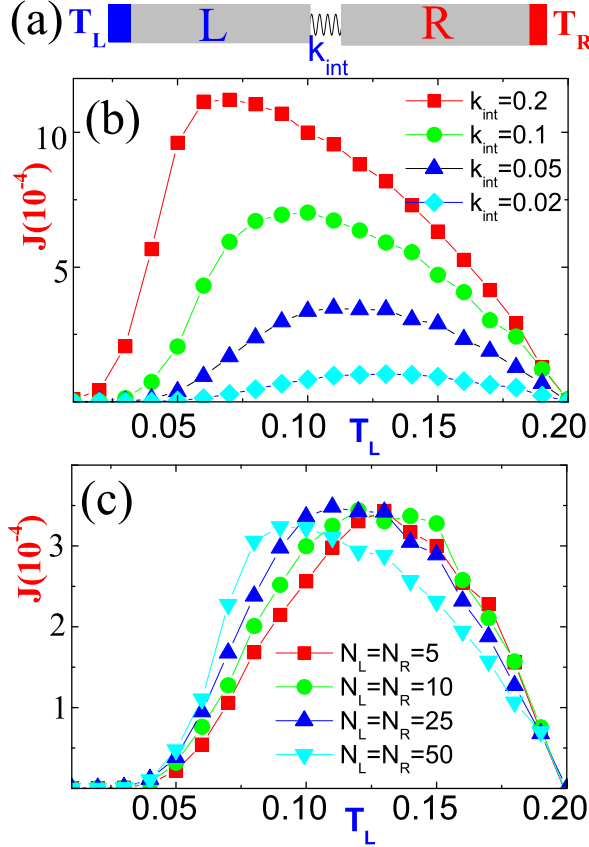 (a) T_L L k_int R T_R
(b)
k_int=0.2
k_int=0.1
k_int=0.05
k_int=0.02
J(10^-4)
10
5
0.05 0.10 0.15 0.20
T_L
(c)
J(10^-4)
3
2
1
N_L=N_R=5
N_L=N_R=10
N_L=N_R=25
N_L=N_R=50
0.05 0.10 0.15 0.20
T_L